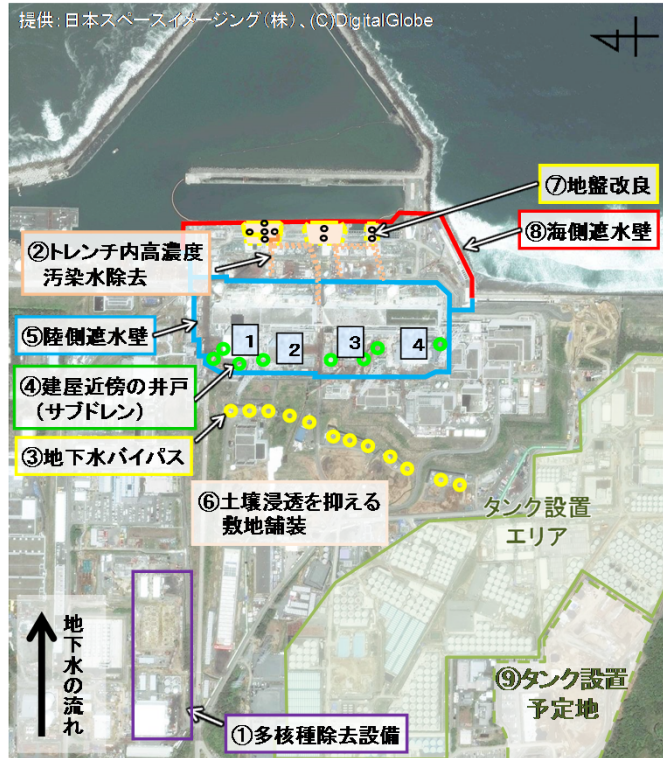 提供:日本スペースイメージング(株)、(C)DigitalGlobe
⑦地盤改良
⑧海側遮水壁
②トレンチ内高濃度
汚染水除去
⑤陸側遮水壁
1
2
3
4
④建屋近傍の井戸
(サブドレン)
③地下水バイパス
⑥土壌浸透を抑える
敷地舗装
タンク設置
エリア
地下水の流れ
⑨タンク設置
予定地
①多核種除去設備